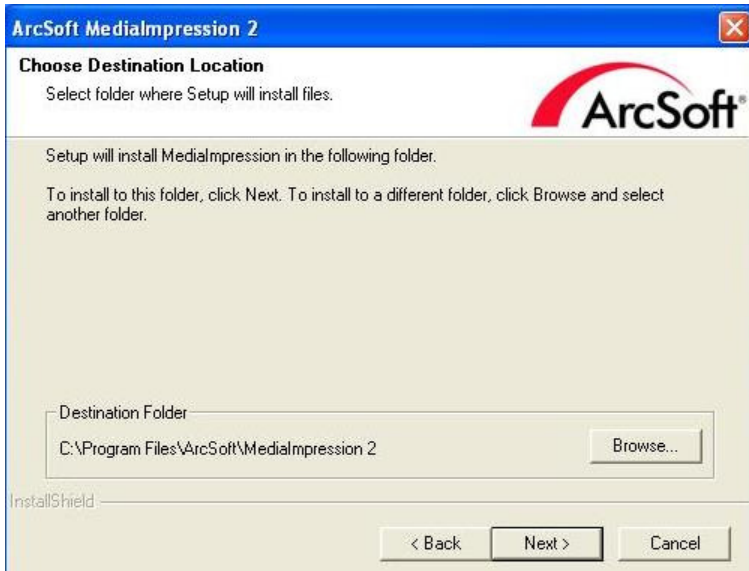 ArcSoft MediaImpression 2
Choose Destination Location
Select folder where Setup will install files.
ArcSoft®
Setup will install MediaImpression in the following folder.
To install to this folder, click Next. To install to a different folder, click Browse and select
another folder.
Destination Folder
C:\Program Files\ArcSoft\MediaImpression 2
Browse...
InstallShield
< Back
Next >
Cancel